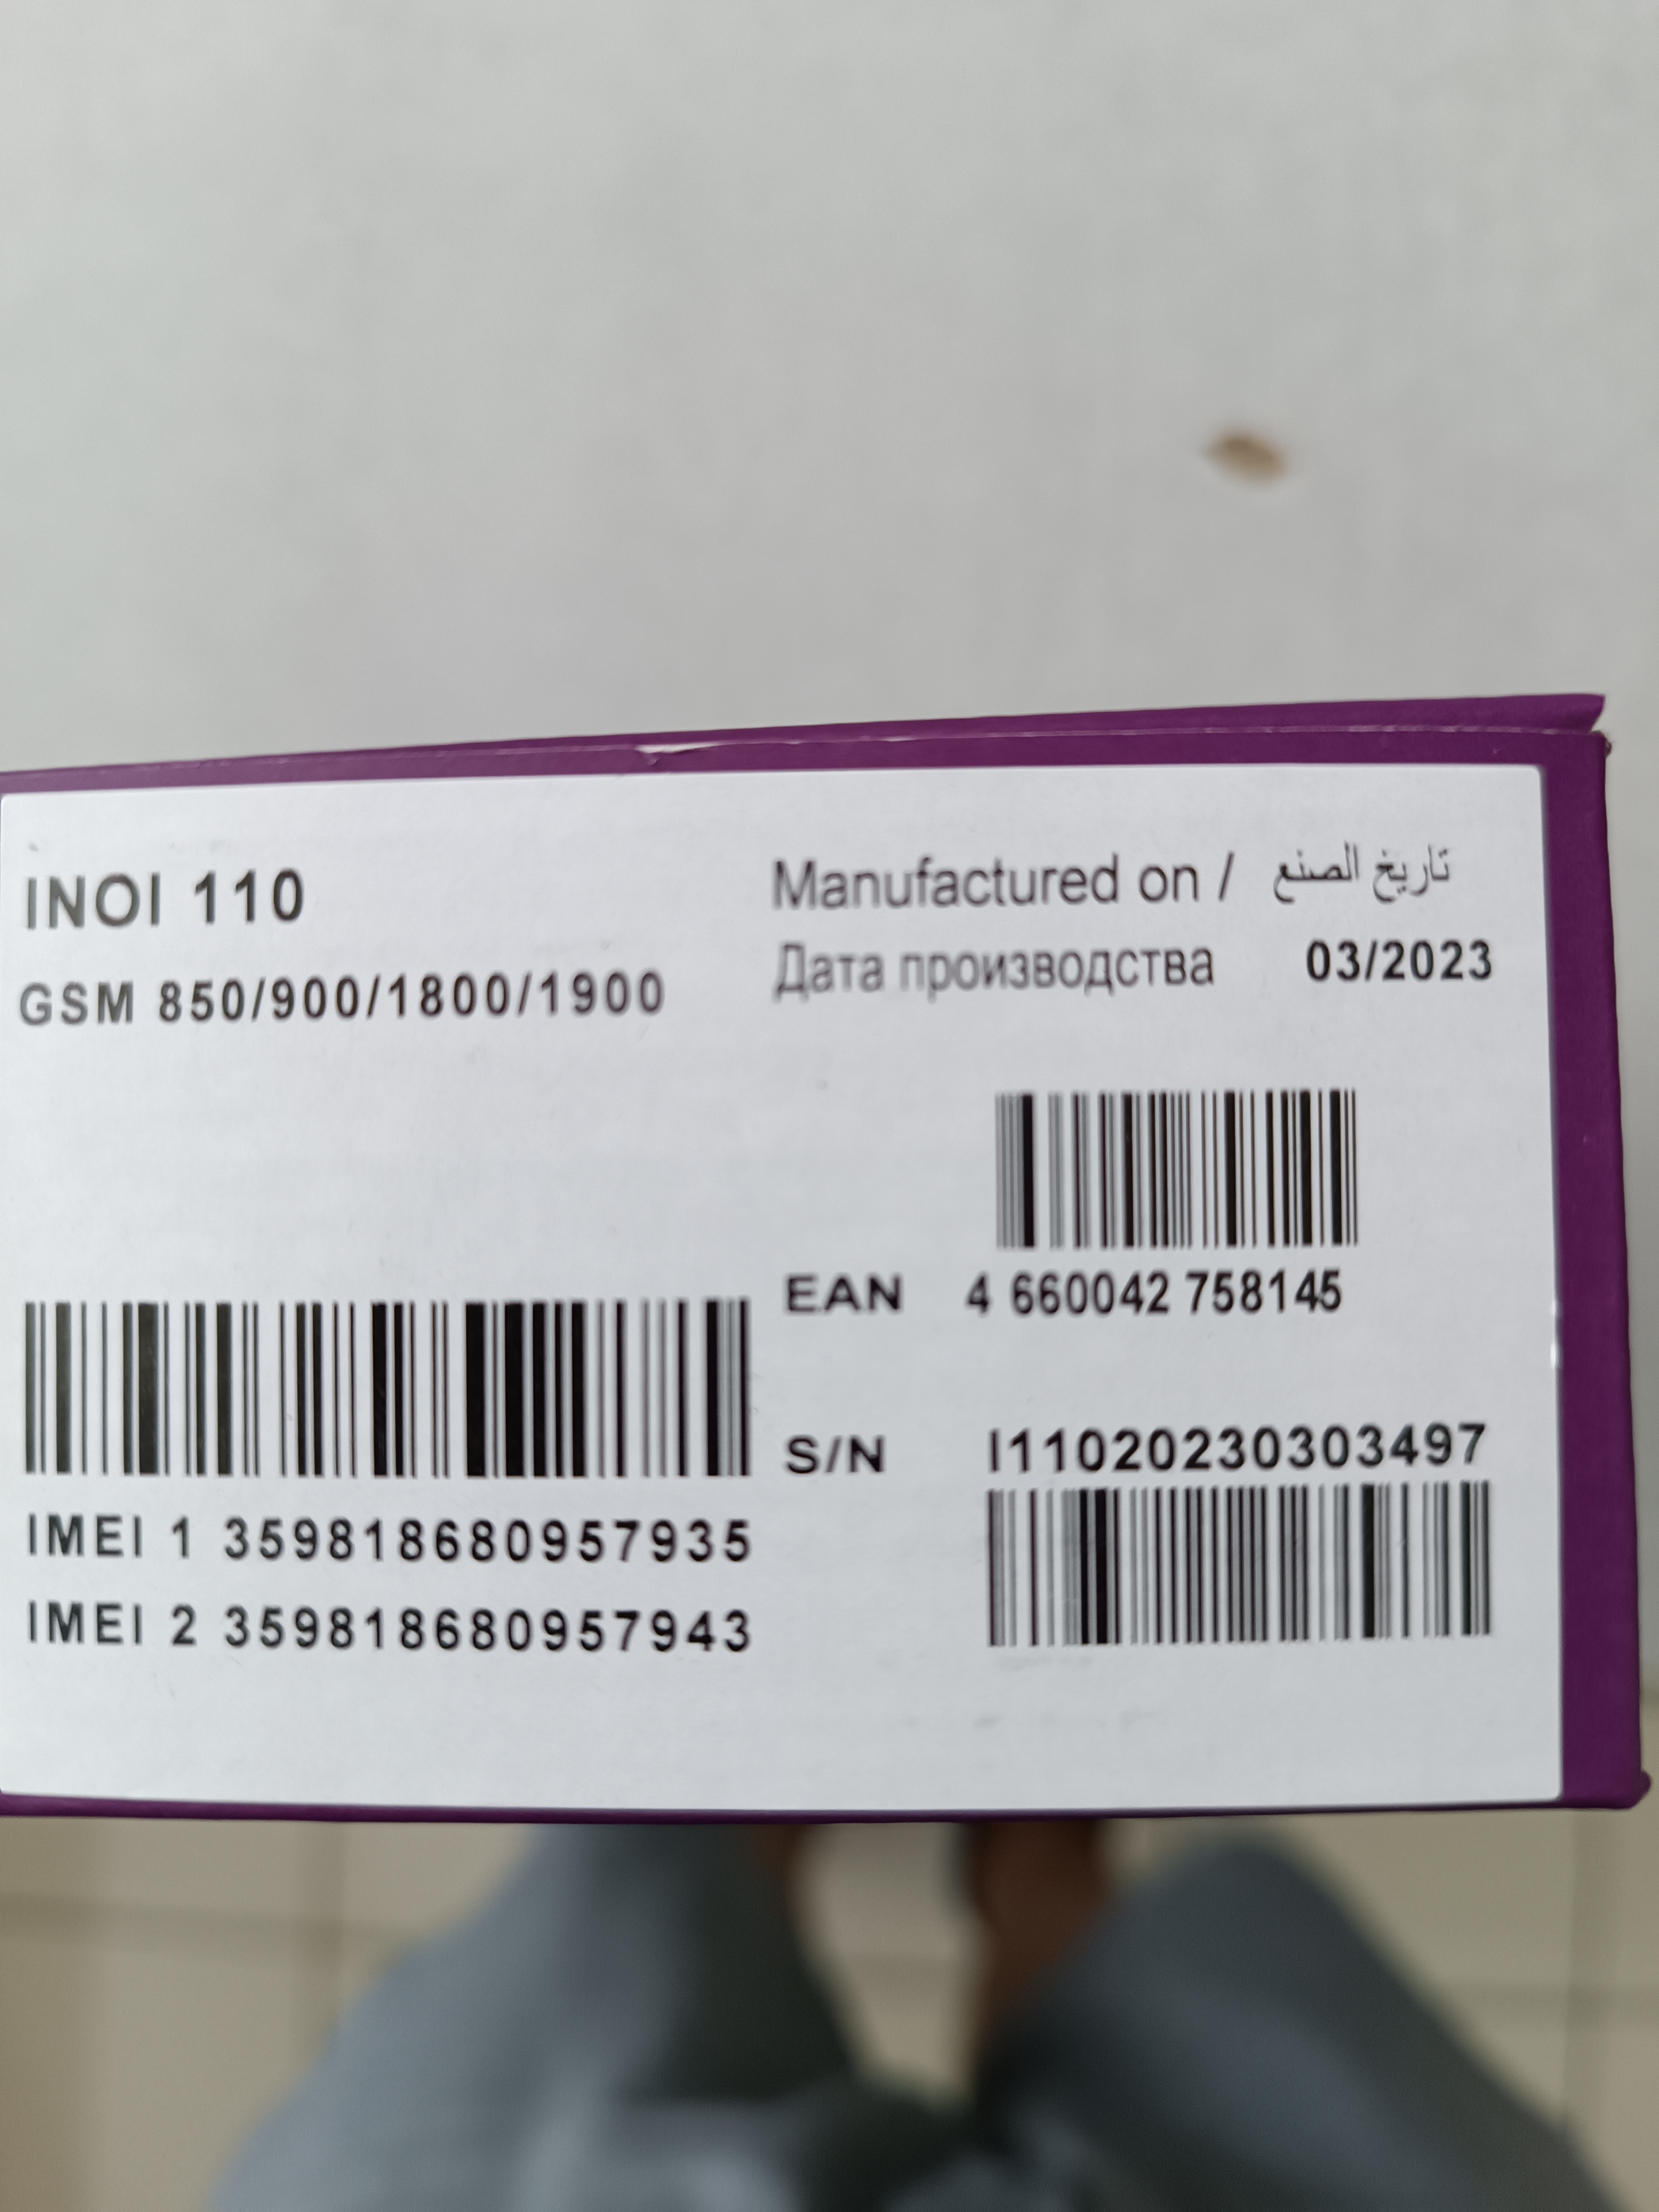 INOI 110
GSM 850/900/1800/1900
Manufactured on / تاريخ الصنع
Дата производства 03/2023
EAN 4 660042 758145
S/N I11020230303497
IMEI 1 359818680957935
IMEI 2 359818680957943